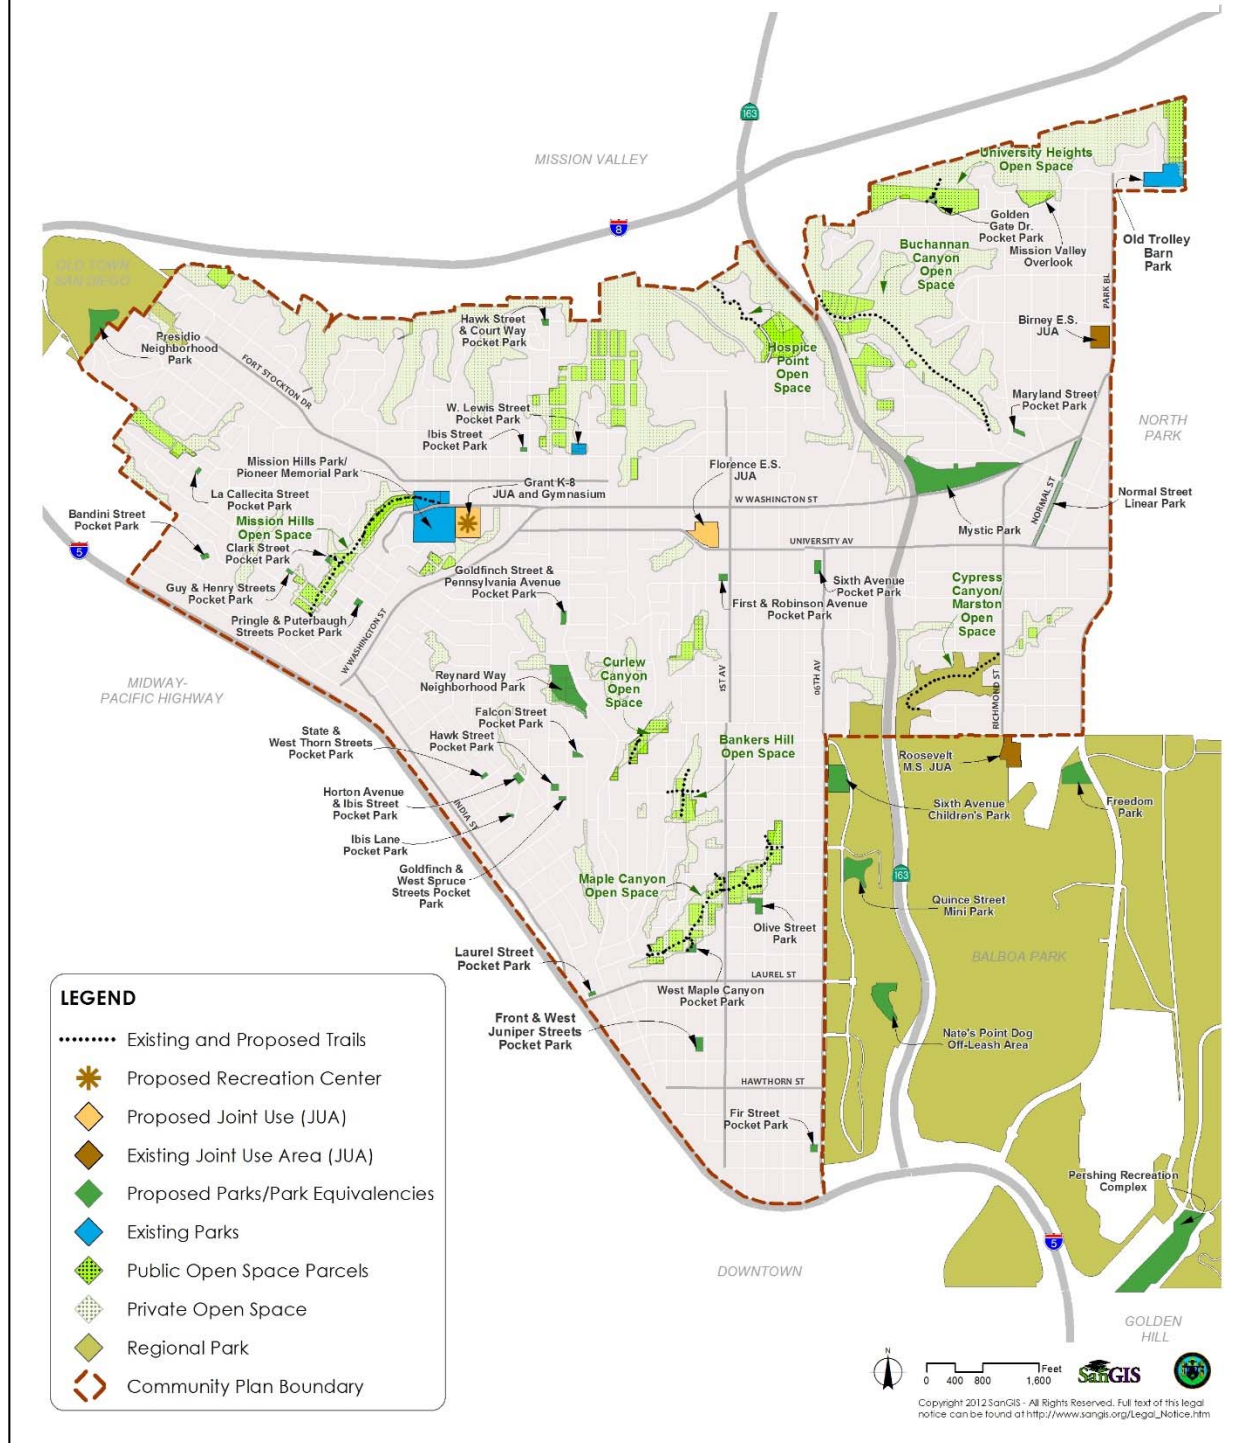 163
MISSION VALLEY
8
University Heights
Open Space
Golden
Gate Dr.
Pocket Park
Mission Valley
Overlook
Old Trolley
Barn
Park
Buchannan
Canyon
Open
Space
PARK BL
OLD TOWN
SAN DIEGO
Presidio
Neighborhood
Park
Hawk Street
& Court Way
Pocket Park
Birney E.S.
JUA
Hospice
Point
Open
Space
FORT STOCKTON DR
Maryland Street
Pocket Park
NORTH
PARK
W. Lewis Street
Pocket Park
Ibis Street
Pocket Park
Mission Hills Park/
Pioneer Memorial Park
Grant K-8
JUA and Gymnasium
Florence E.S.
JUA
W WASHINGTON ST
La Callecita Street
Pocket Park
Bandini Street
Pocket Park
Mission Hills
Open Space
Clark Street
Pocket Park
5
Mystic Park
NORMAL ST
Normal Street
Linear Park
UNIVERSITY AV
Guy & Henry Streets
Pocket Park
Goldfinch Street &
Pennsylvania Avenue
Pocket Park
Sixth Avenue
Pocket Park
First & Robinson Avenue
Pocket Park
Cypress
Canyon/
Marston
Open
Space
Pringle & Puterbaugh
Streets Pocket Park
W WASHINGTON ST
MIDWAY-
PACIFIC HIGHWAY
Reynard Way
Neighborhood Park
Curlew
Canyon
Open
Space
1ST AV
06TH AV
RICHMOND ST
Falcon Street
Pocket Park
State &
West Thorn Streets
Pocket Park
Hawk Street
Pocket Park
Bankers Hill
Open Space
Roosevelt
M.S. JUA
Horton Avenue
& Ibis Street
Pocket Park
INDIA ST
Sixth Avenue
Children's Park
Freedom
Park
Ibis Lane
Pocket Park
Goldfinch &
West Spruce
Streets Pocket
Park
Maple Canyon
Open Space
163
Quince Street
Mini Park
Olive Street
Park
BALBOA PARK
Laurel Street
Pocket Park
LAUREL ST
West Maple Canyon
Pocket Park
Front & West
Juniper Streets
Pocket Park
Nate's Point Dog
Off-Leash Area
HAWTHORN ST
Fir Street
Pocket Park
Pershing Recreation
Complex
5
DOWNTOWN
GOLDEN
HILL
LEGEND
Existing and Proposed Trails
Proposed Recreation Center
Proposed Joint Use (JUA)
Existing Joint Use Area (JUA)
Proposed Parks/Park Equivalencies
Existing Parks
Public Open Space Parcels
Private Open Space
Regional Park
Community Plan Boundary
N
Feet
0 400 800 1,600
SanGIS
Copyright 2012 SanGIS - All Rights Reserved. Full text of this legal
notice can be found at http://www.sangis.org/Legal_Notice.htm